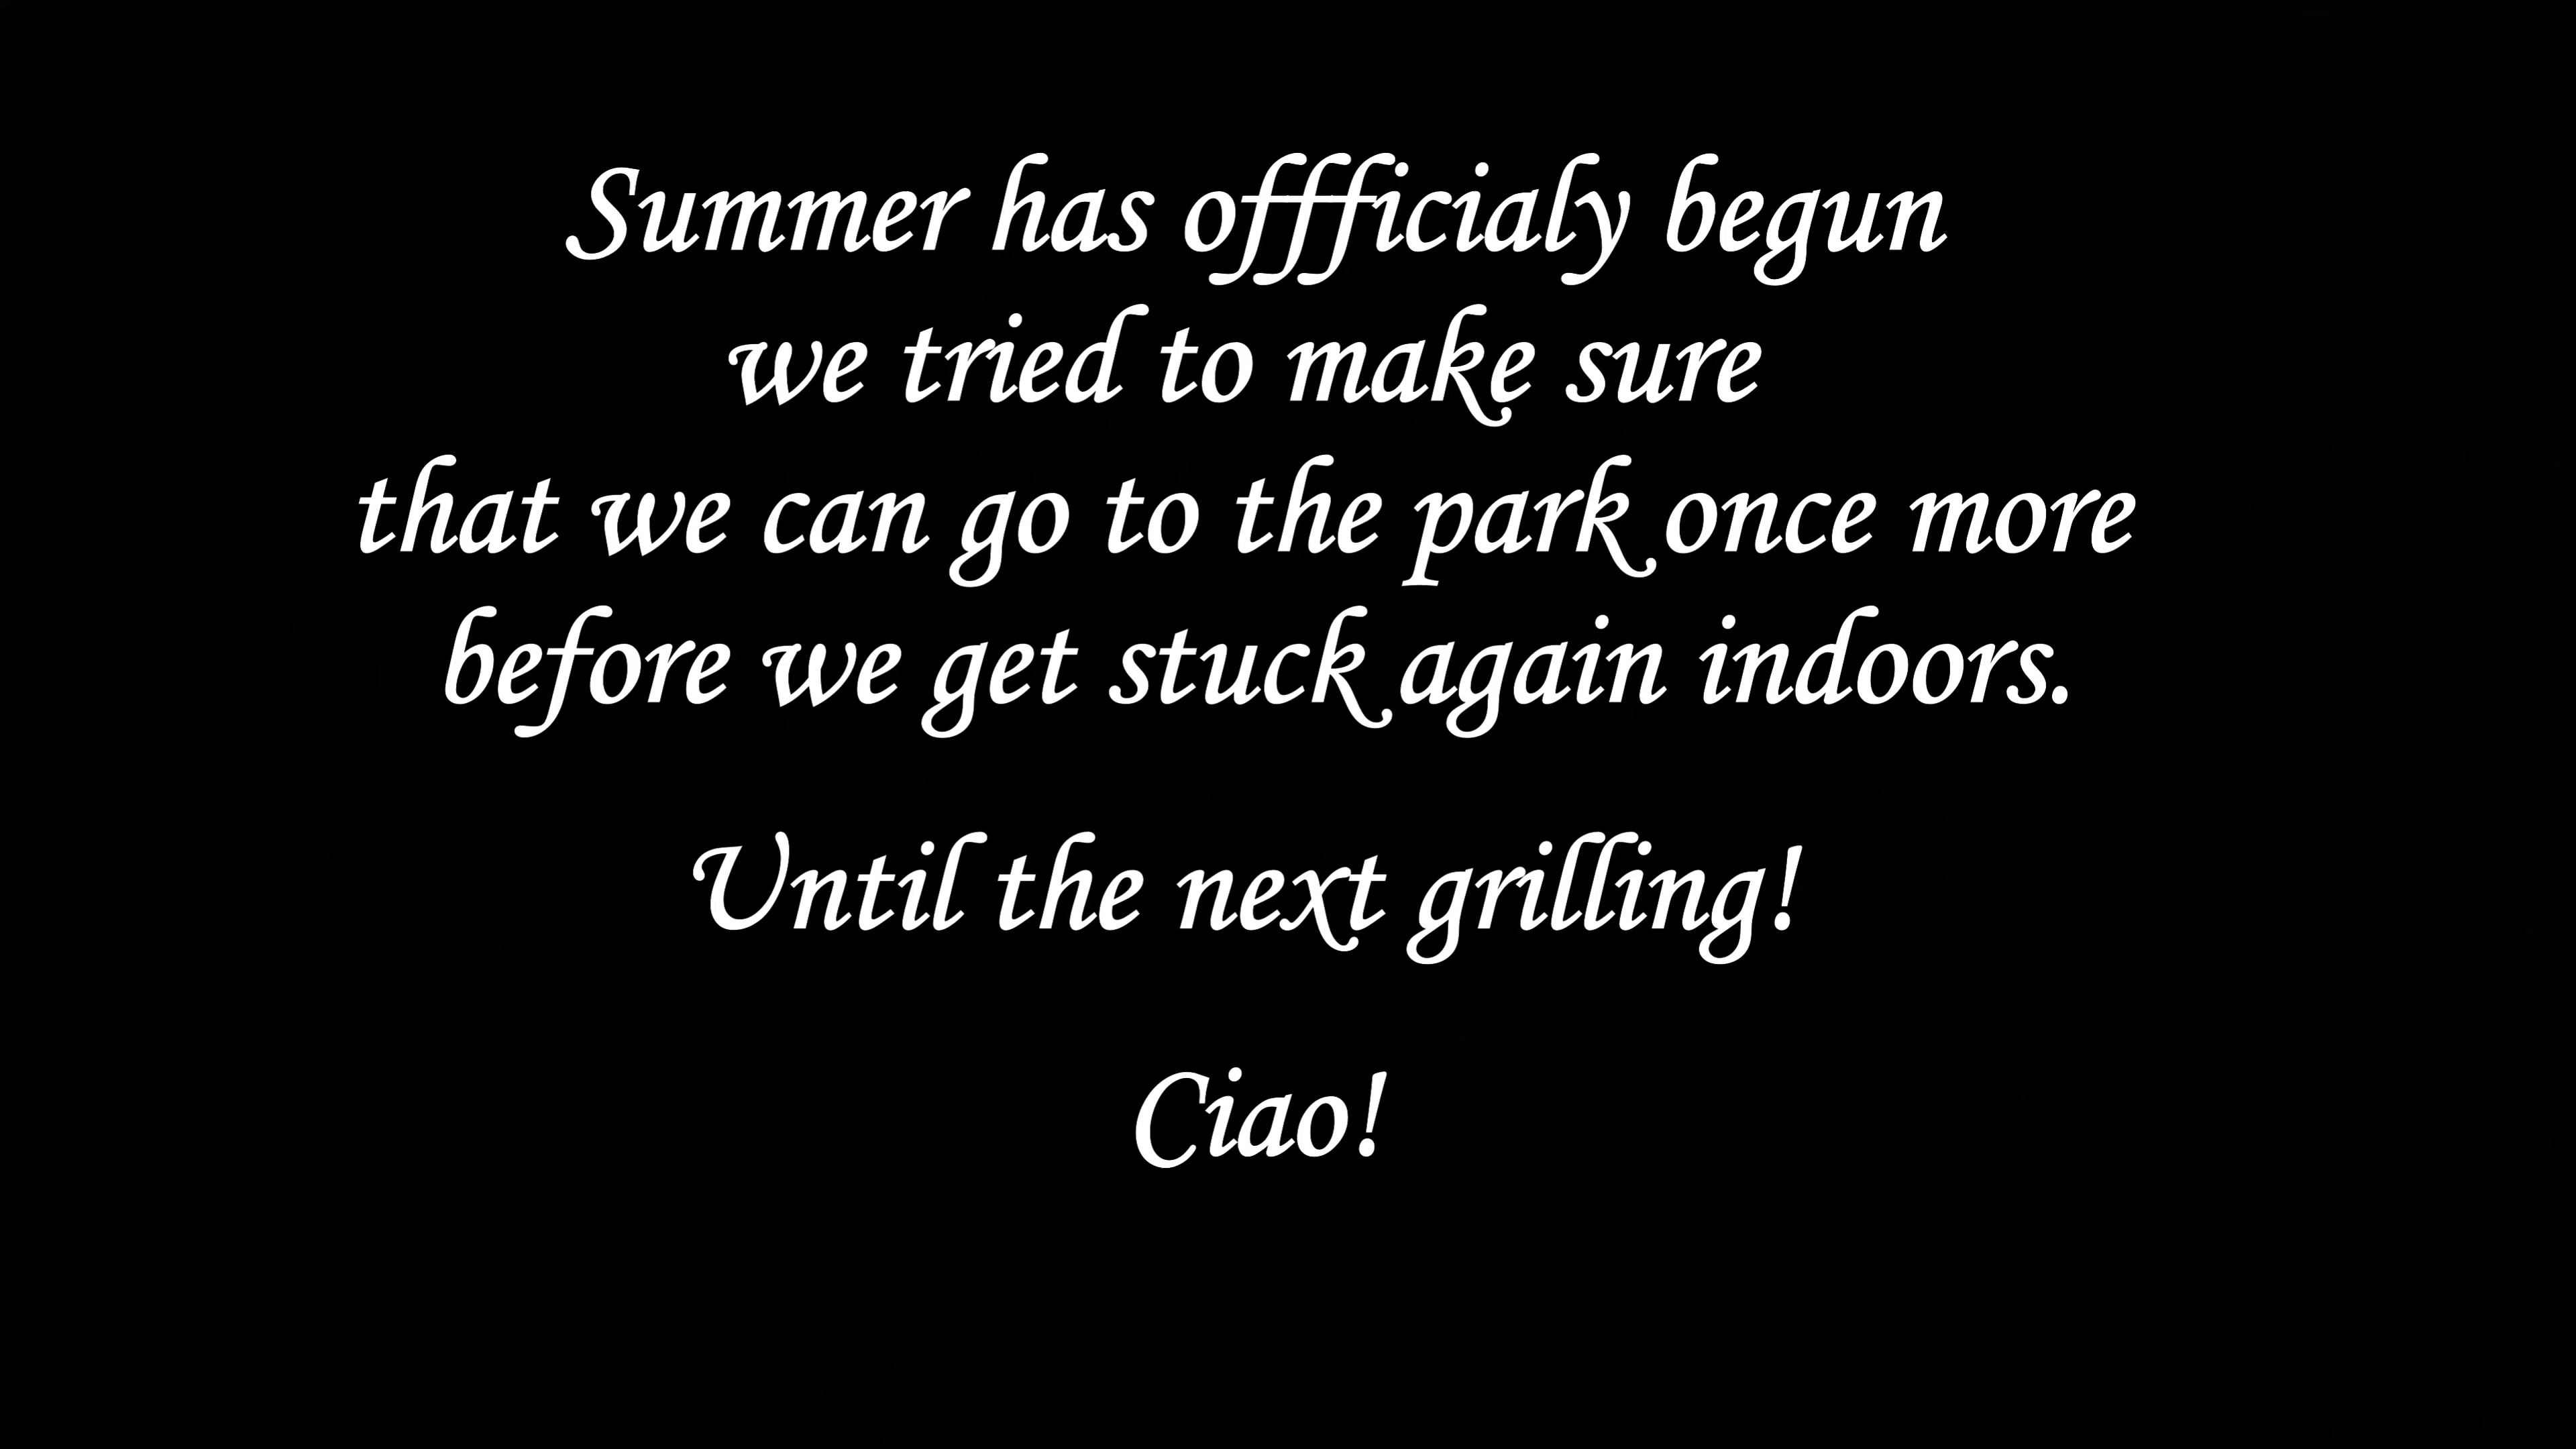 Summer has offficialy begun
we tried to make sure
that we can go to the park once more
before we get stuck again indoors.
Until the next grilling!
Ciao!